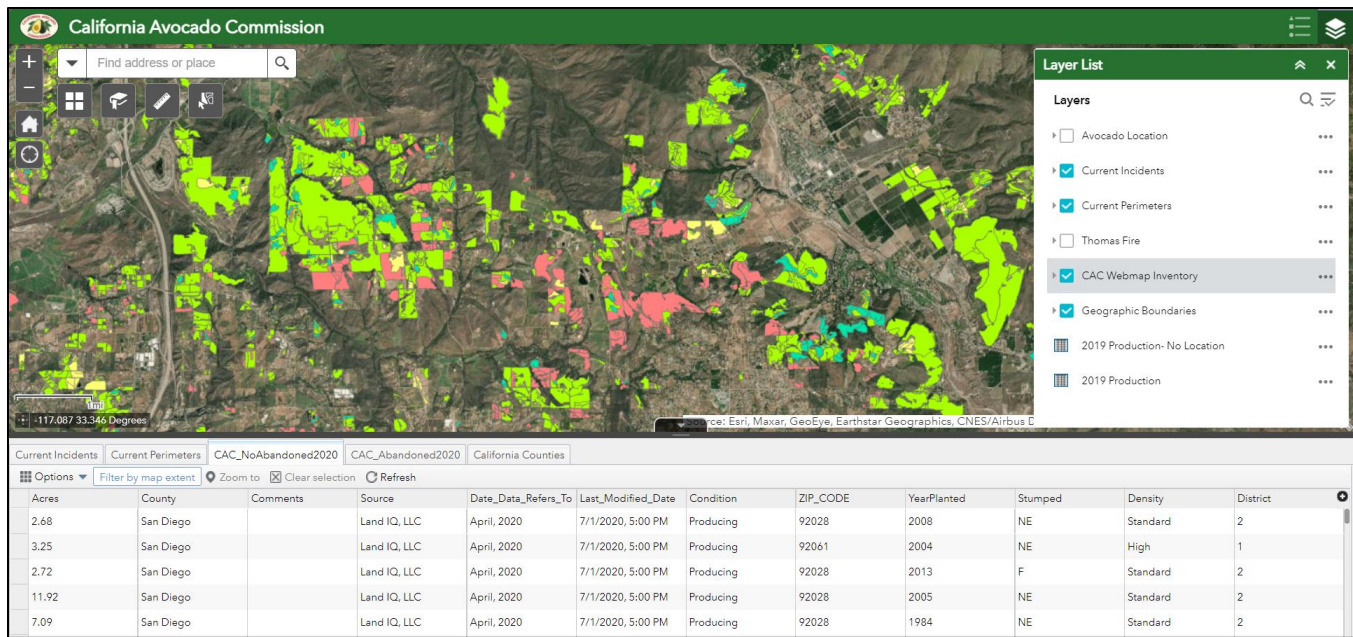 California Avocado Commission
Find address or place
Layer List
Layers
Avocado Location
Current Incidents
Current Perimeters
Thomas Fire
CAC Webmap Inventory
Geographic Boundaries
2019 Production- No Location
2019 Production
1mi
-117.087 33.346 Degrees
Source: Esri, Maxar, GeoEye, Earthstar Geographics, CNES/Airbus D
Current Incidents Current Perimeters CAC_NoAbandoned2020 CAC_Abandoned2020 California Counties
Options Filter by map extent Zoom to Clear selection Refresh
Acres County Comments Source Date_Data_Refers_To Last_Modified_Date Condition ZIP_CODE YearPlanted Stumped Density District
2.68 San Diego Land IQ, LLC April, 2020 7/1/2020, 5:00 PM Producing 92028 2008 NE Standard 2
3.25 San Diego Land IQ, LLC April, 2020 7/1/2020, 5:00 PM Producing 92061 2004 NE High 1
2.72 San Diego Land IQ, LLC April, 2020 7/1/2020, 5:00 PM Producing 92028 2013 F Standard 2
11.92 San Diego Land IQ, LLC April, 2020 7/1/2020, 5:00 PM Producing 92028 2005 NE Standard 2
7.09 San Diego Land IQ, LLC April, 2020 7/1/2020, 5:00 PM Producing 92028 1984 NE Standard 2